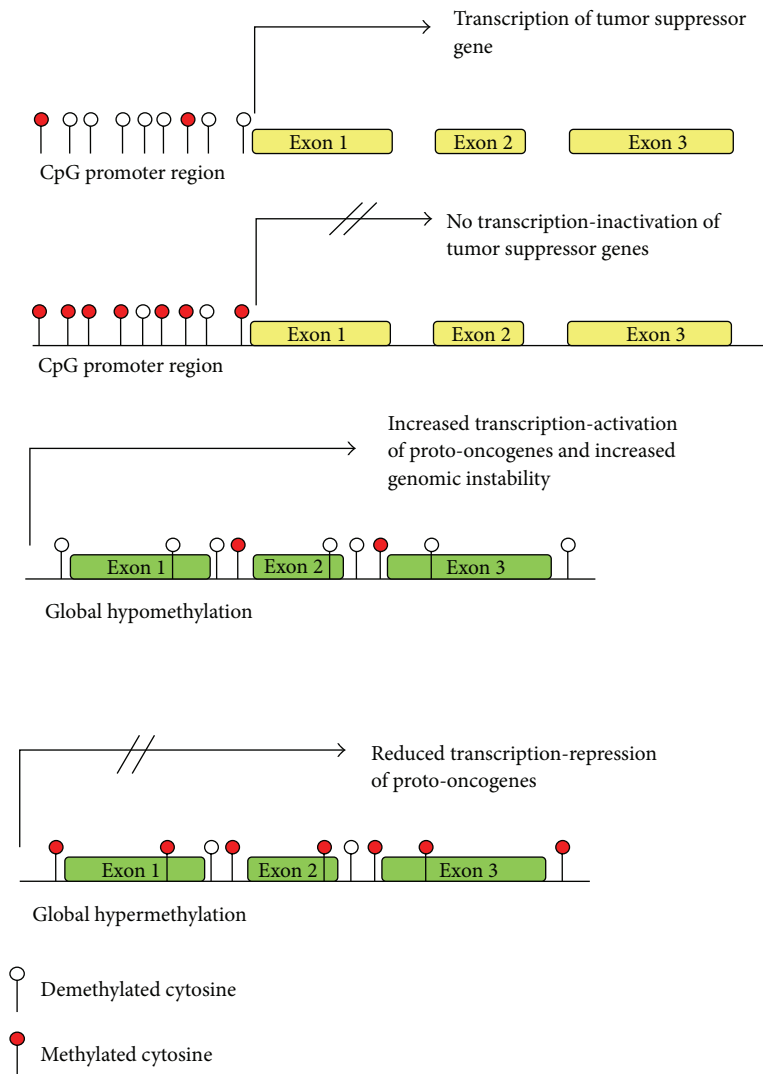 Transcription of tumor suppressor
gene
Exon 1
Exon 2
Exon 3
CpG promoter region
No transcription-inactivation of
tumor suppressor genes
Exon 1
Exon 2
Exon 3
CpG promoter region
Increased transcription-activation
of proto-oncogenes and increased
genomic instability
Exon 1
Exon 2
Exon 3
Global hypomethylation
Reduced transcription-repression
of proto-oncogenes
Exon 1
Exon 2
Exon 3
Global hypermethylation
Demethylated cytosine
Methylated cytosine